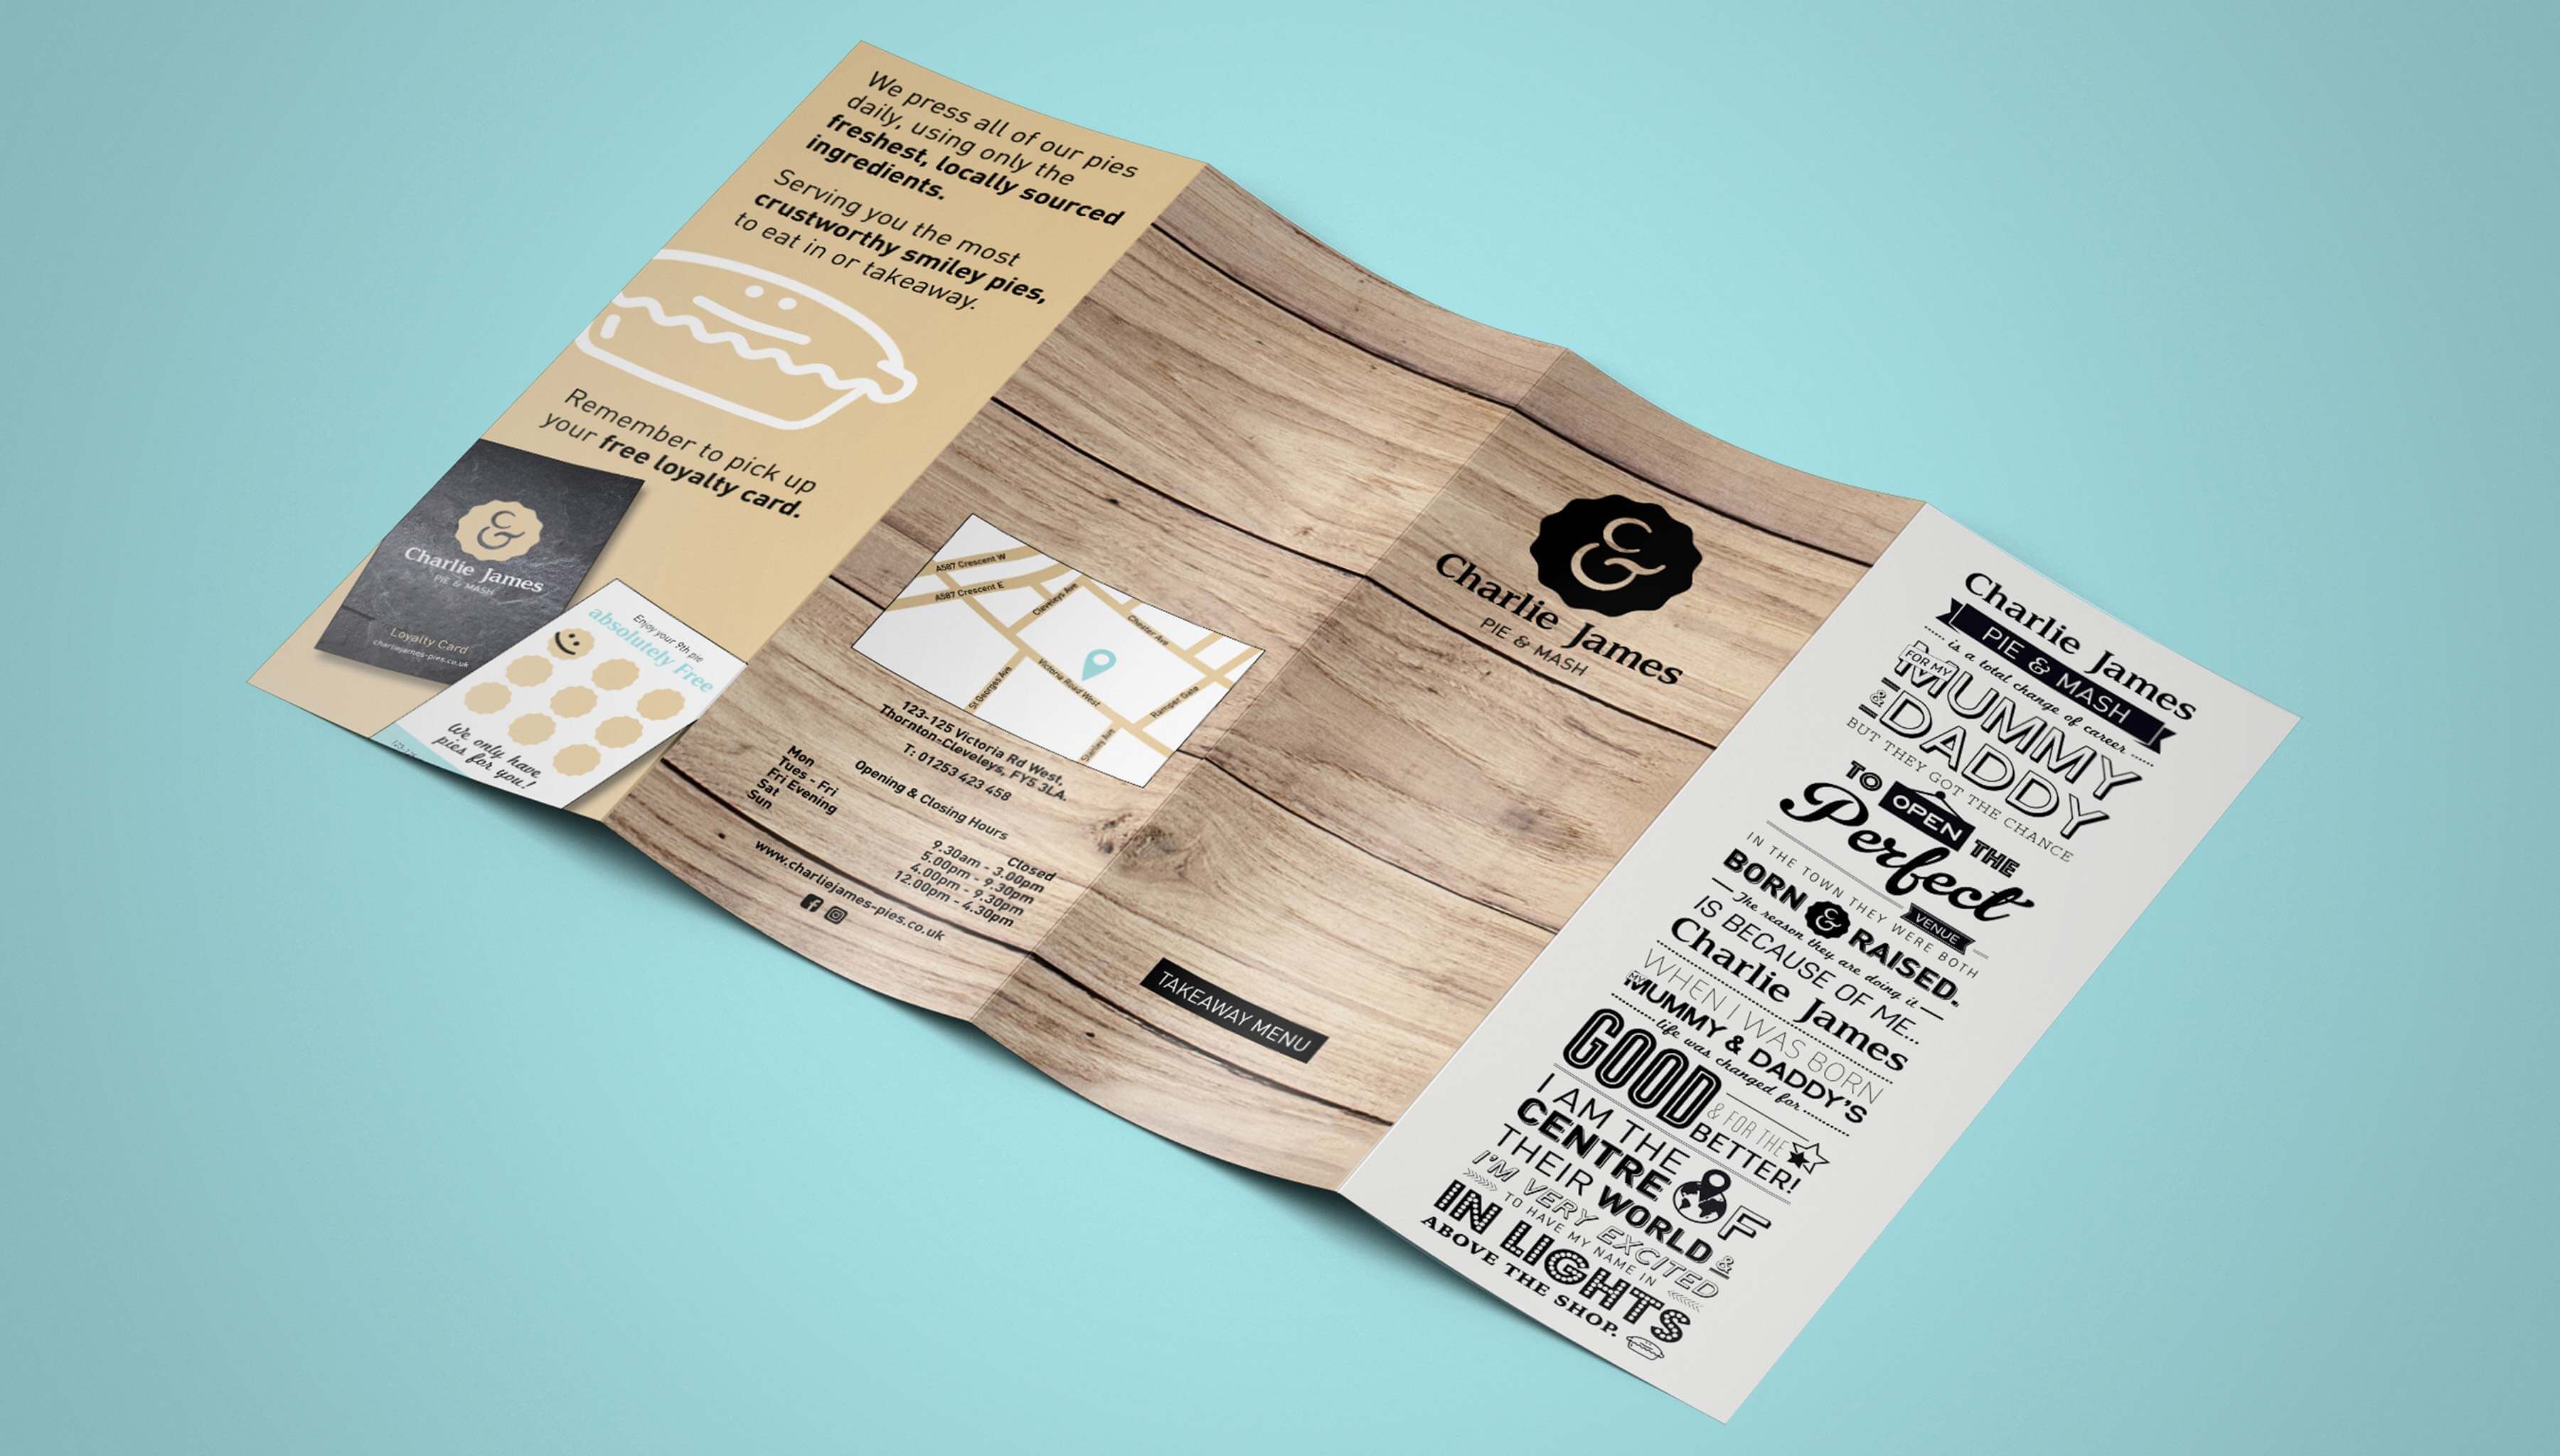 We press all of our pies
daily, using only the
freshest, locally sourced
ingredients.
Serving you the most
crustworthy smiley pies,
to eat in or takeaway.
Remember to pick up
your free loyalty card.
&
Charlie James
PIE & MASH
Loyalty Card
charliejames-pies.co.uk
Enjoy your 9th pie
absolutely Free
We only have
pies for you!
A587 Crescent W
A587 Crescent E
Cleveleys Ave
Chester Ave
Victoria Road West
St Georges Ave
Ramper Gate
Stanley Ave
123-125 Victoria Rd West,
Thornton-Cleveleys, FY5 3LA.
T: 01253 423 458
Opening & Closing Hours
Mon Closed
Tues - Fri 9.30am - 3.00pm
Fri Evening 5.00pm - 9.30pm
Sat 4.00pm - 9.30pm
Sun 12.00pm - 4.30pm
www.charliejames-pies.co.uk
&
Charlie James
PIE & MASH
TAKEAWAY MENU
Charlie James
PIE & MASH
is a total change of career
FOR MY
MUMMY
& DADDY
BUT THEY GOT THE CHANCE
TO OPEN THE
Perfect
VENUE
IN THE TOWN THEY WERE BOTH
BORN & RAISED.
The reason they are doing it
IS BECAUSE OF ME...
Charlie James
WHEN I WAS BORN
MY MUMMY & DADDY'S
life was changed for
GOOD & FOR THE
BETTER!
I AM THE
CENTRE OF
THEIR WORLD &
I'M VERY EXCITED
TO HAVE MY NAME IN
IN LIGHTS
ABOVE THE SHOP.